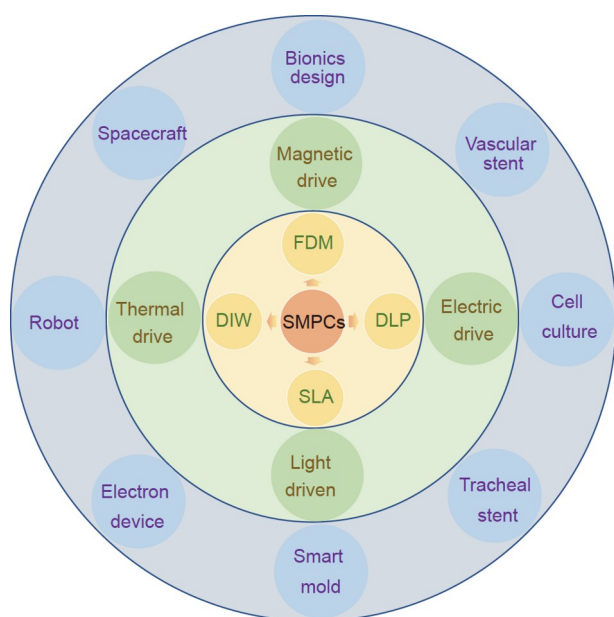 Bionics
design
Spacecraft
Vascular
stent
Magnetic
drive
FDM
Robot
Thermal
drive
DIW
SMPCs
DLP
Electric
drive
Cell
culture
SLA
Light
driven
Electron
device
Tracheal
stent
Smart
mold